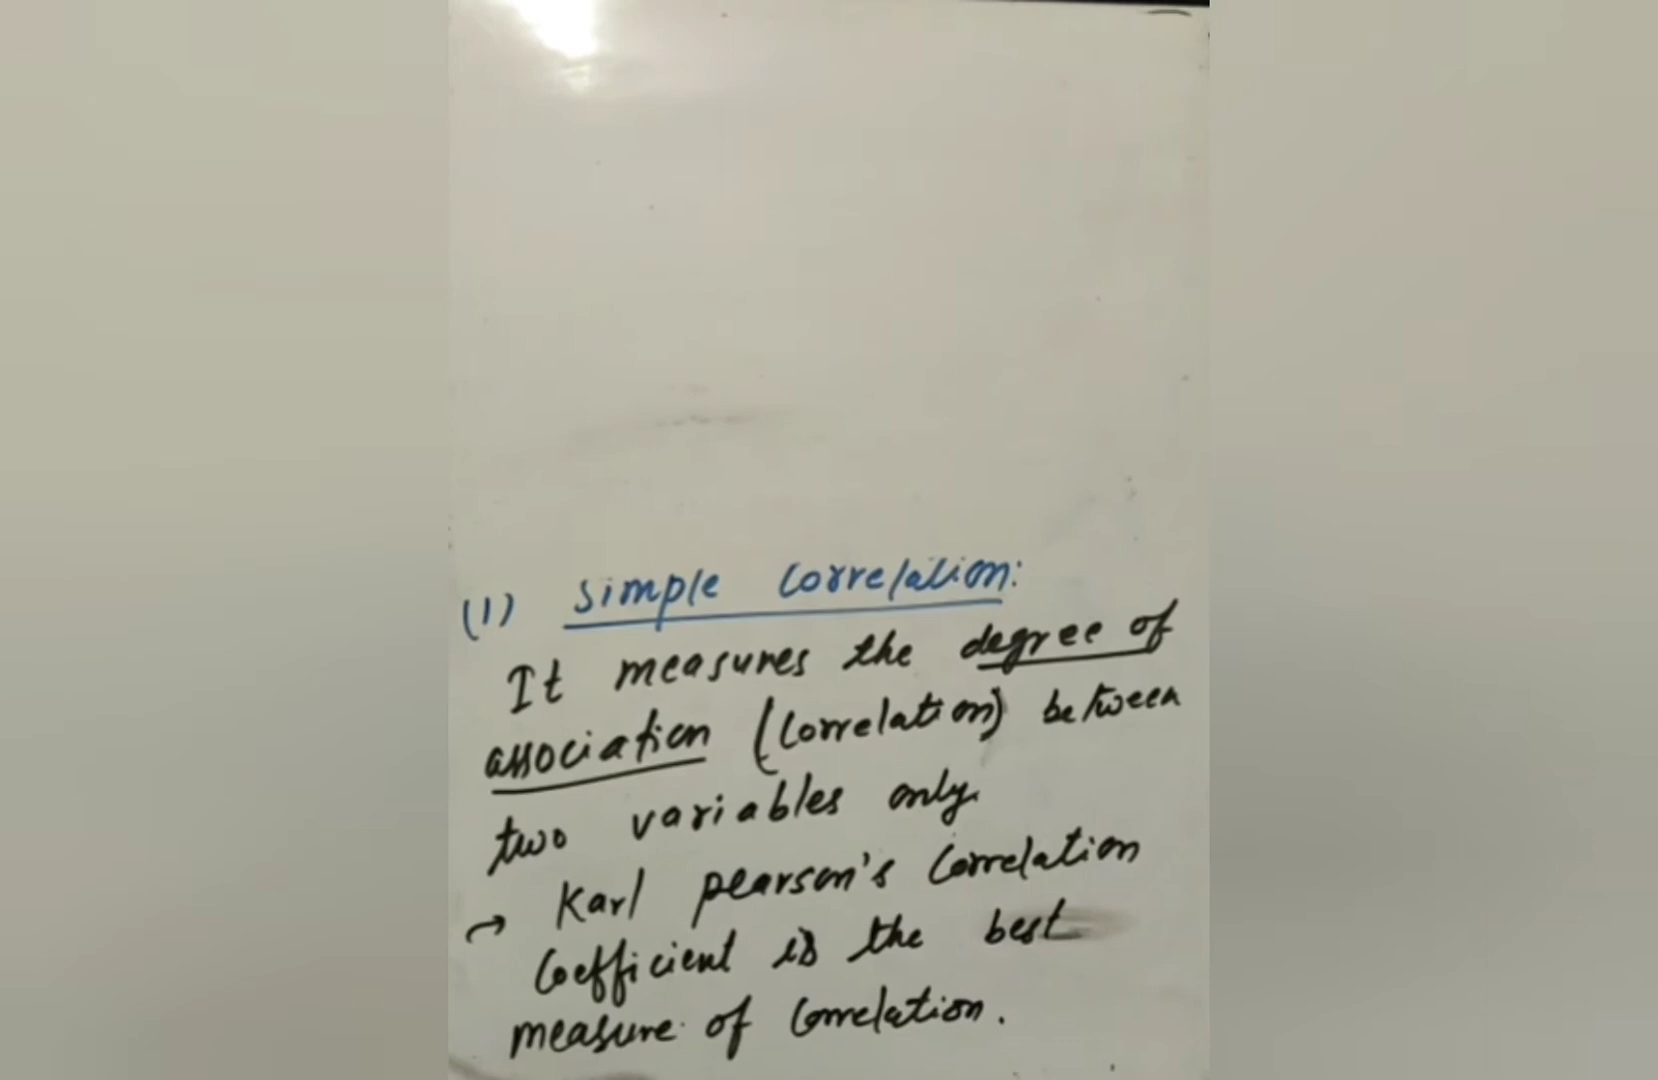 (1) Simple Correlation:
It measures the degree of
association (Correlation) between
two variables only.
→ Karl pearson's Correlation
Coefficient is the best
measure of Correlation.